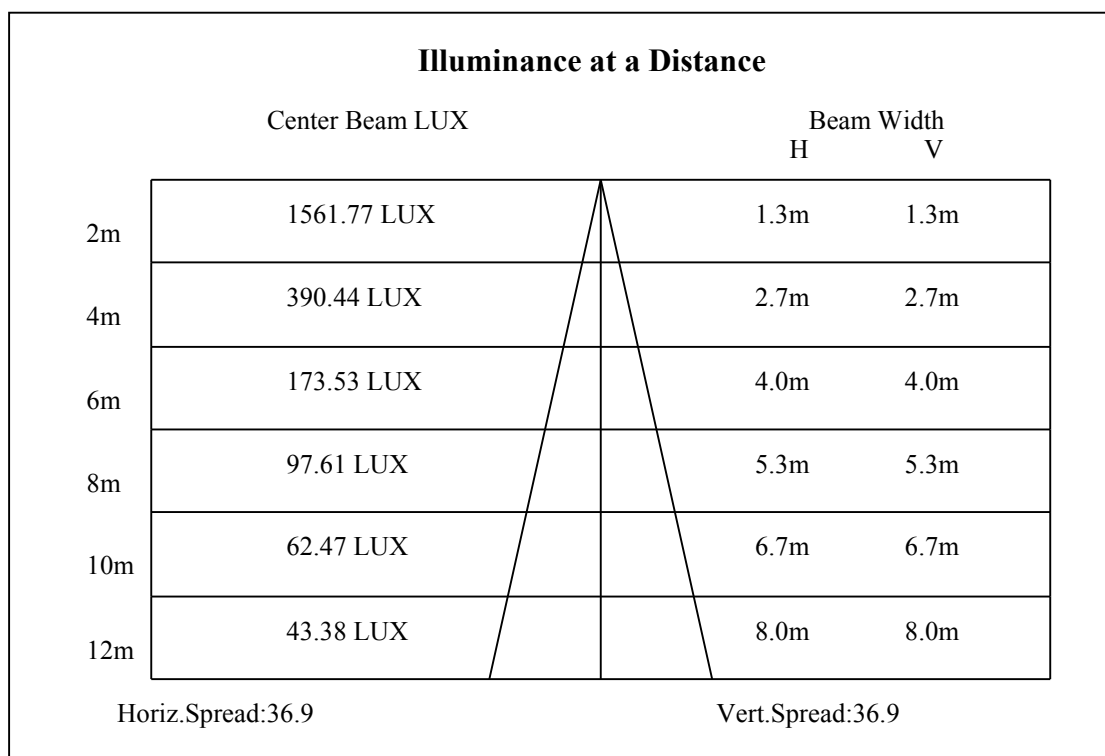 Illuminance at a Distance
Center Beam LUX Beam Width
H V
2m 1561.77 LUX 1.3m 1.3m
4m 390.44 LUX 2.7m 2.7m
6m 173.53 LUX 4.0m 4.0m
8m 97.61 LUX 5.3m 5.3m
10m 62.47 LUX 6.7m 6.7m
12m 43.38 LUX 8.0m 8.0m
Horiz.Spread:36.9 Vert.Spread:36.9